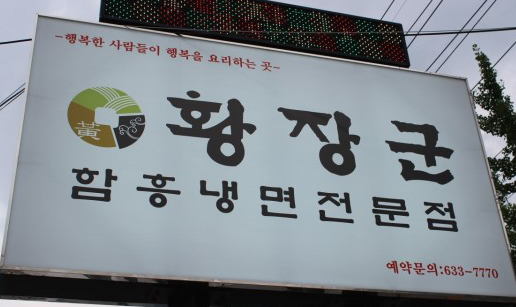 -행복한 사람들이 행복을 요리하는 곳~
黃
황장군
함흥냉면전문점
예약문의:633-7770